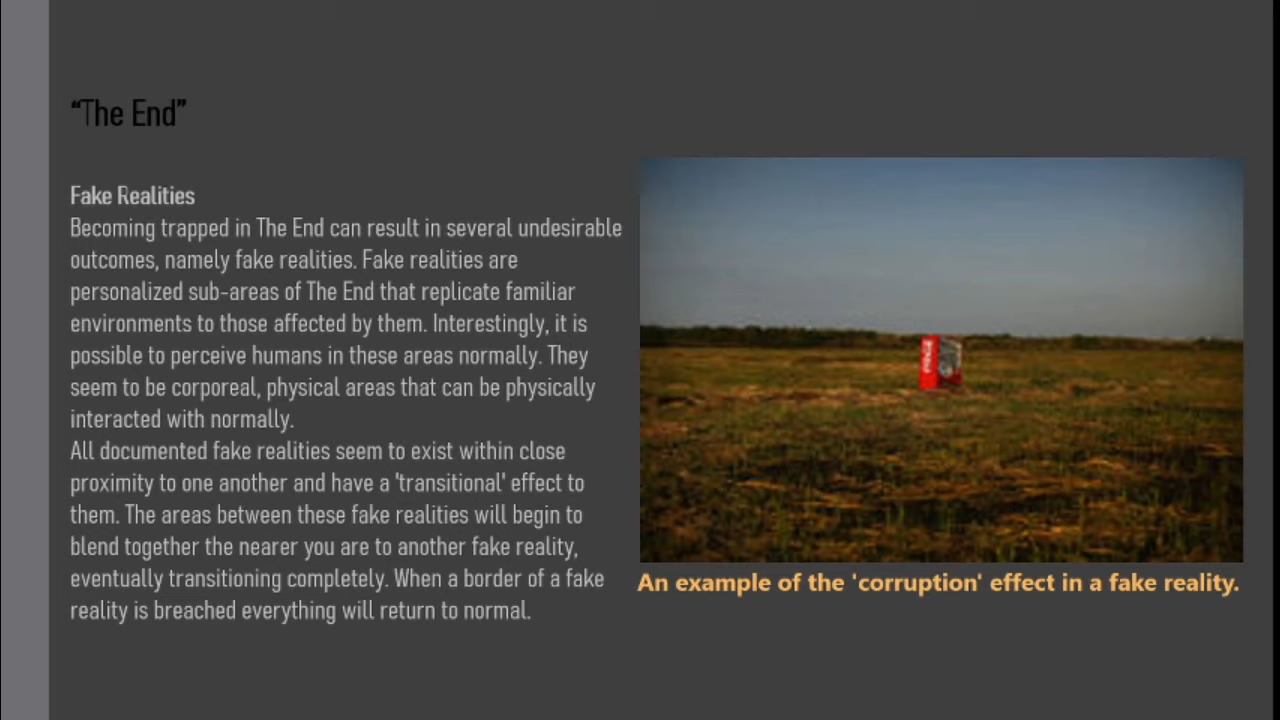 “The End”
Fake Realities
Becoming trapped in The End can result in several undesirable
outcomes, namely fake realities. Fake realities are
personalized sub-areas of The End that replicate familiar
environments to those affected by them. Interestingly, it is
possible to perceive humans in these areas normally. They
seem to be corporeal, physical areas that can be physically
interacted with normally.
All documented fake realities seem to exist within close
proximity to one another and have a 'transitional' effect to
them. The areas between these fake realities will begin to
blend together the nearer you are to another fake reality,
eventually transitioning completely. When a border of a fake
reality is breached everything will return to normal.
An example of the 'corruption' effect in a fake reality.